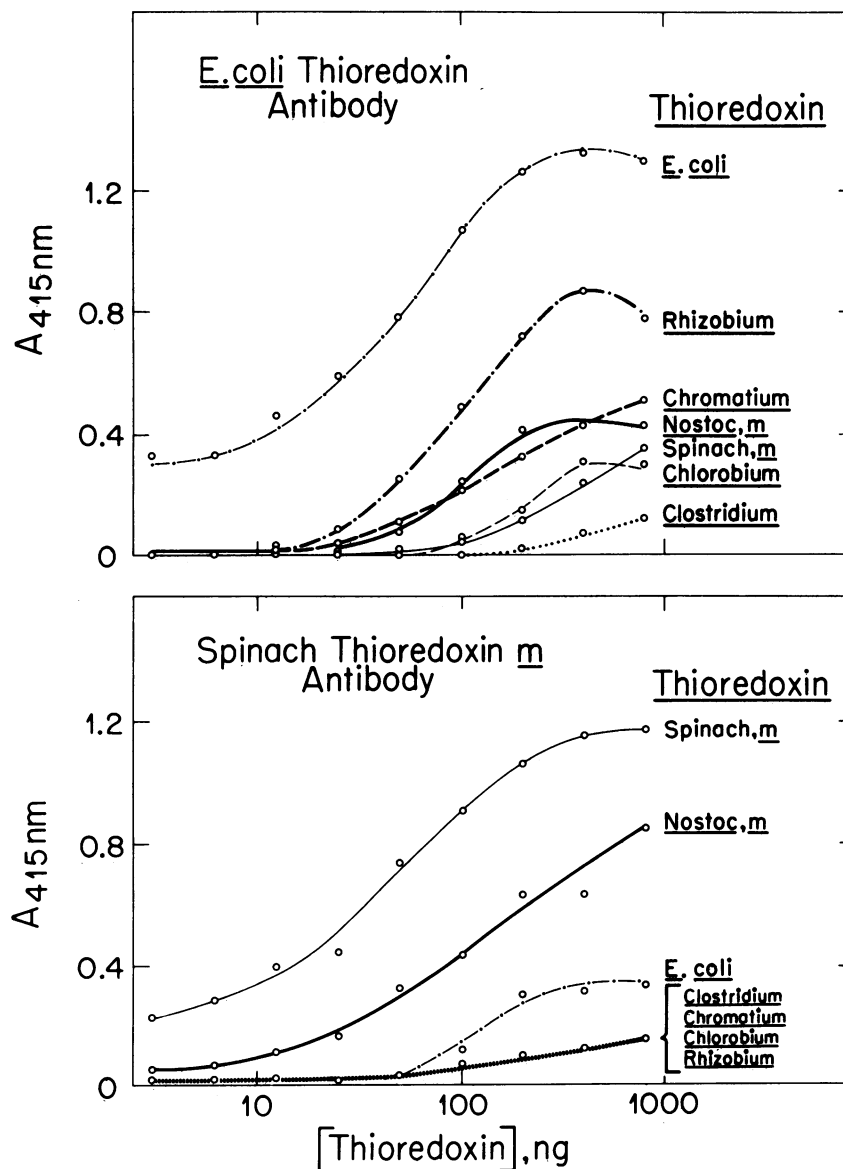 E.coli Thioredoxin
Antibody
Thioredoxin
E.coli
Rhizobium
Chromatium
Nostoc,m
Spinach,m
Chlorobium
Clostridium
A415nm
1.2
0.8
0.4
0
Spinach Thioredoxin m
Antibody
Thioredoxin
Spinach,m
Nostoc,m
E.coli
Clostridium
Chromatium
Chlorobium
Rhizobium
A415nm
1.2
0.8
0.4
0
10
100
1000
[Thioredoxin],ng